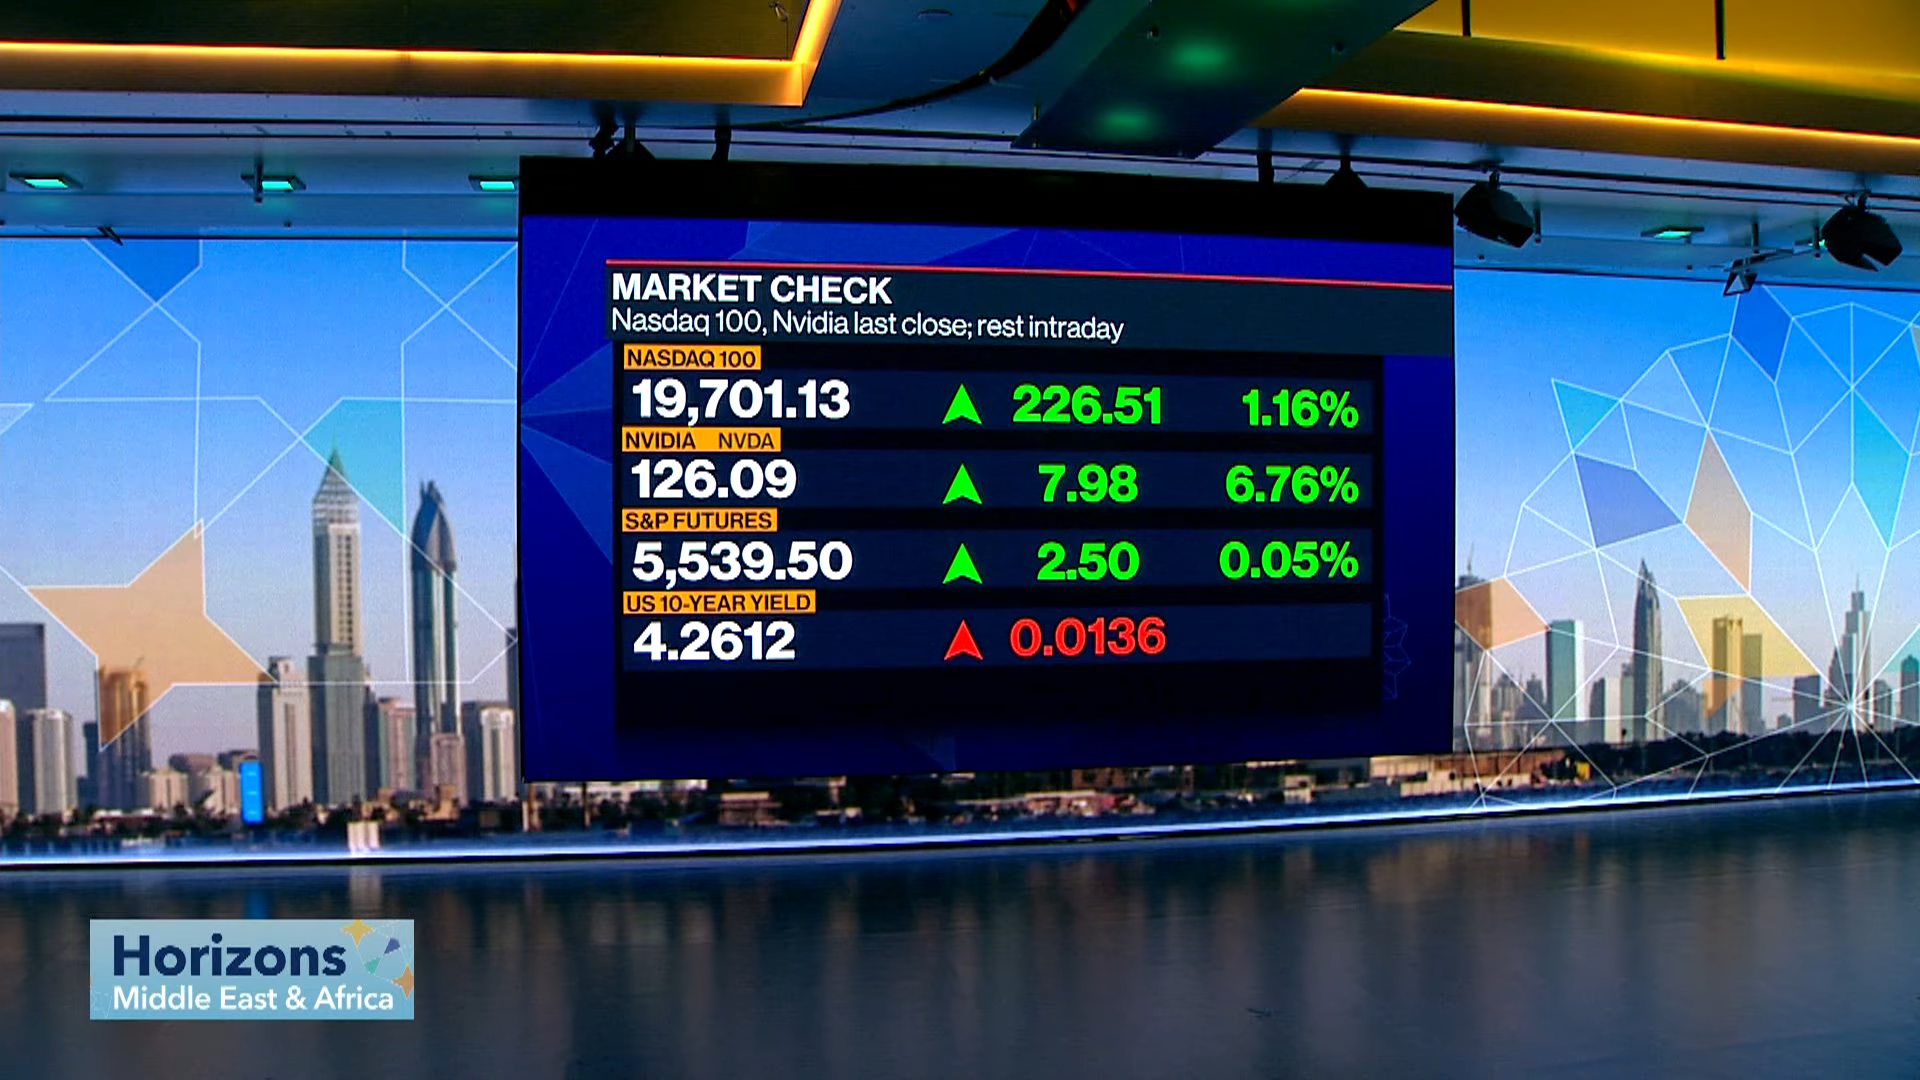 MARKET CHECK
Nasdaq 100, Nvidia last close; rest intraday
NASDAQ 100
19,701.13 226.51 1.16%
NVIDIA NVDA
126.09 7.98 6.76%
S&P FUTURES
5,539.50 2.50 0.05%
US 10-YEAR YIELD
4.2612 0.0136
Horizons
Middle East & Africa